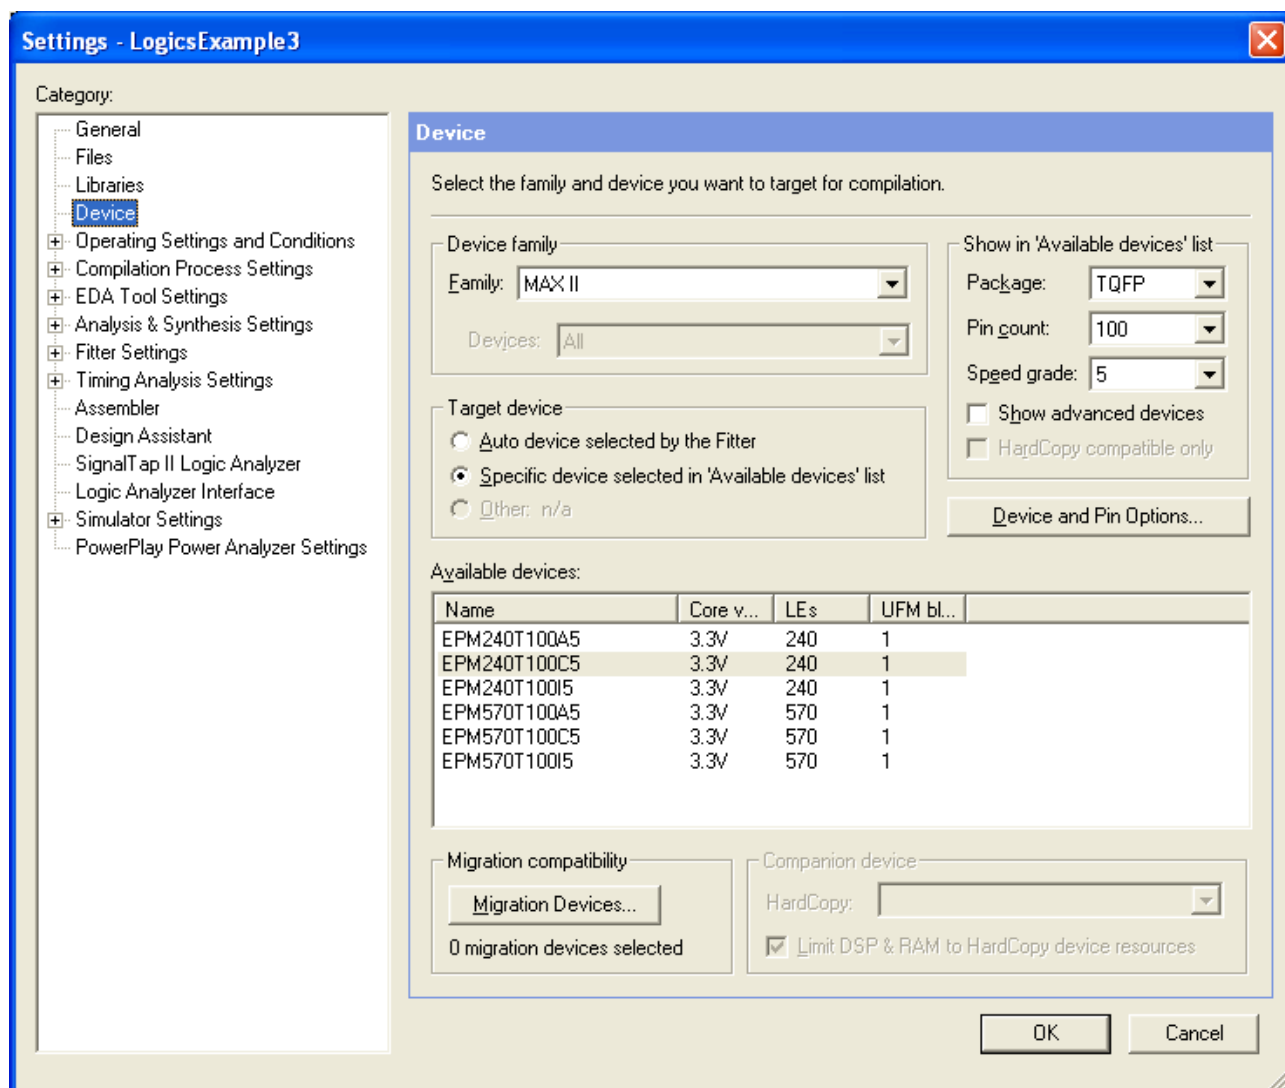 Settings - LogicsExample3
Category:
General
Files
Libraries
Device
Operating Settings and Conditions
Compilation Process Settings
EDA Tool Settings
Analysis & Synthesis Settings
Fitter Settings
Timing Analysis Settings
Assembler
Design Assistant
SignalTap II Logic Analyzer
Logic Analyzer Interface
Simulator Settings
PowerPlay Power Analyzer Settings
Device
Select the family and device you want to target for compilation.
Device family
Family: MAX II
Devices: All
Show in 'Available devices' list
Package: TQFP
Pin count: 100
Speed grade: 5
Show advanced devices
HardCopy compatible only
Target device
Auto device selected by the Fitter
Specific device selected in 'Available devices' list
Other: n/a
Device and Pin Options...
Available devices:
Name Core v... LEs UFM bl...
EPM240T100A5 3.3V 240 1
EPM240T100C5 3.3V 240 1
EPM240T100I5 3.3V 240 1
EPM570T100A5 3.3V 570 1
EPM570T100C5 3.3V 570 1
EPM570T100I5 3.3V 570 1
Migration compatibility
Migration Devices...
0 migration devices selected
Companion device
HardCopy:
Limit DSP & RAM to HardCopy device resources
OK Cancel